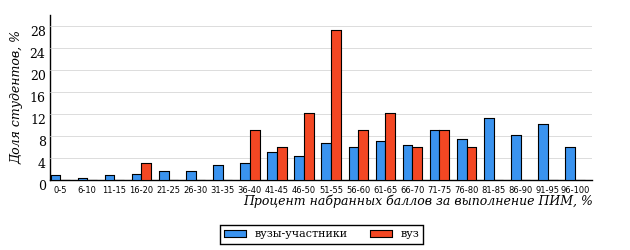 Доля студентов, %
28
24
20
16
12
8
4
0
0-5 6-10 11-15 16-20 21-25 26-30 31-35 36-40 41-45 46-50 51-55 56-60 61-65 66-70 71-75 76-80 81-85 86-90 91-95 96-100
Процент набранных баллов за выполнение ПИМ, %
вузы-участники вуз